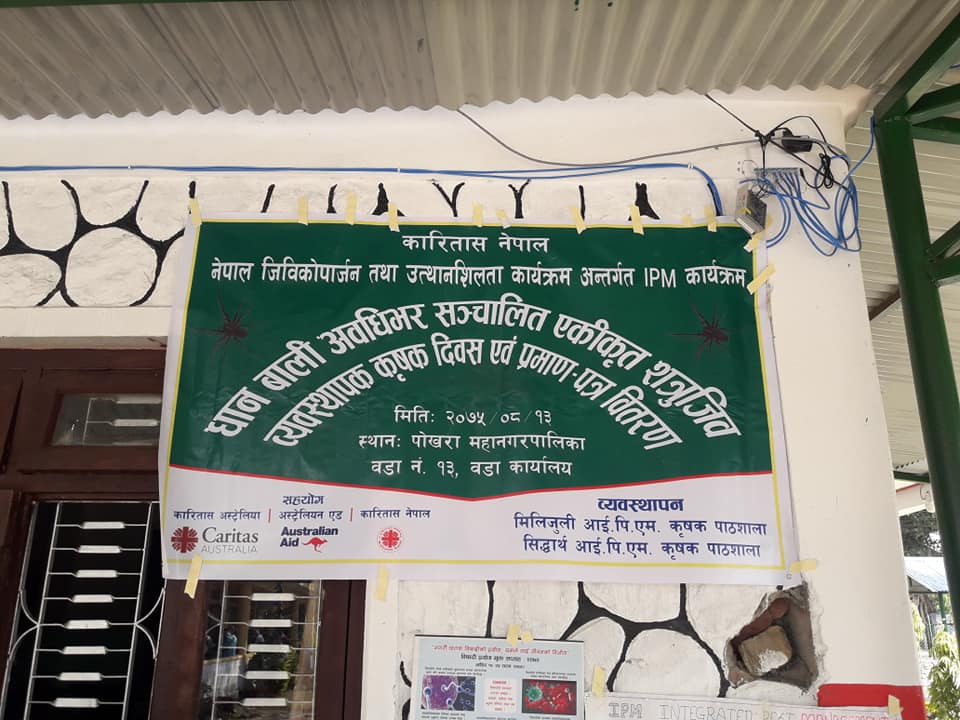 कारितास नेपाल
नेपाल जिविकोपार्जन तथा उत्थानशिलता कार्यक्रम अन्तर्गत IPM कार्यक्रम
धान बाली अवधिभर सञ्चालित एकीकृत शत्रुजिव
व्यवस्थापक कृषक दिवस एवं प्रमाण-पत्र वितरण
मितिः २०७५/०८/१३
स्थानः पोखरा महानगरपालिका
वडा नं. १३, वडा कार्यालय
सहयोग
कारितास अस्ट्रेलिया | अस्ट्रेलियन एड | कारितास नेपाल
Caritas
AUSTRALIA
Australian
Aid
व्यवस्थापन
मिलिजुली आई.पी.एम. कृषक पाठशाला
सिद्धार्थ आई.पी.एम. कृषक पाठशाला
IPM INTEGRATED